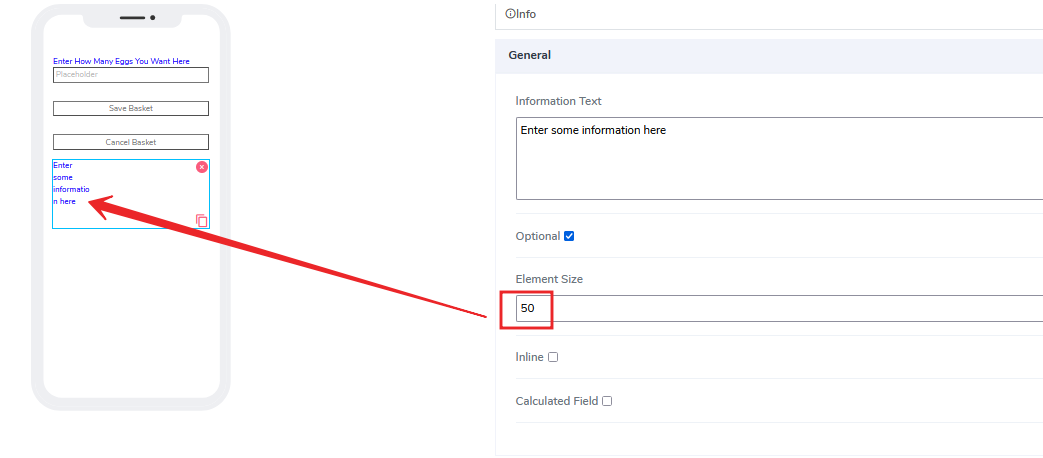 Enter How Many Eggs You Want Here
Placeholder
Save Basket
Cancel Basket
Enter
some
informatio
n here
Info
General
Information Text
Enter some information here
Optional
Element Size
50
Inline
Calculated Field